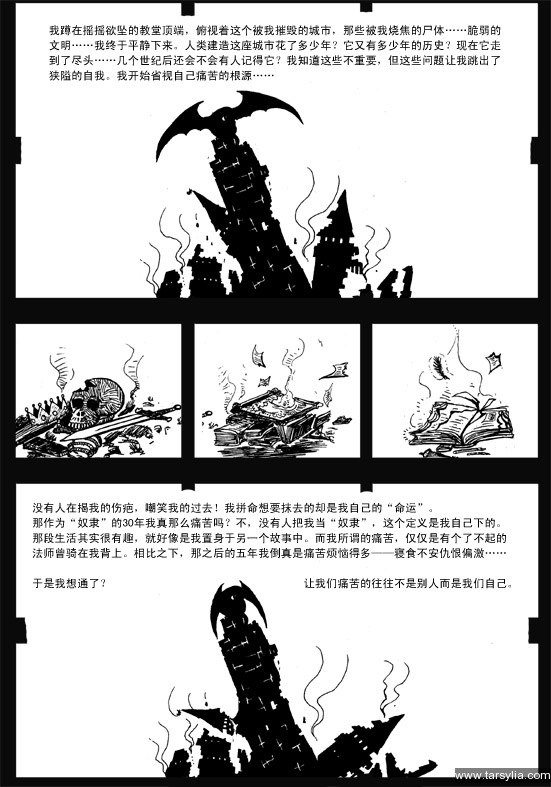 我蹲在摇摇欲坠的教堂顶端，俯视着这个被我摧毁的城市，那些被我烧焦的尸体……脆弱的
文明……我终于平静下来。人类建造这座城市花了多少年？它又有多少年的历史？现在它走
到了尽头……几个世纪后还会不会有人记得它？我知道这些不重要，但这些问题让我跳出了
狭隘的自我。我开始省视自己痛苦的根源……
没有人在揭我的伤疤，嘲笑我的过去！我拼命想要抹去的却是我自己的“命运”。
那作为“奴隶”的30年我真那么痛苦吗？不，没有人把我当“奴隶”，这个定义是我自己下的。
那段生活其实很有趣，就好像是我置身于另一个故事中。而我所谓的痛苦，仅仅是有个了不起的
法师曾骑在我背上。相比之下，那之后的五年我倒真是痛苦烦恼得多——寝食不安仇恨偏激……
于是我想通了？
让我们痛苦的往往不是别人而是我们自己。
www.tarsylia.com